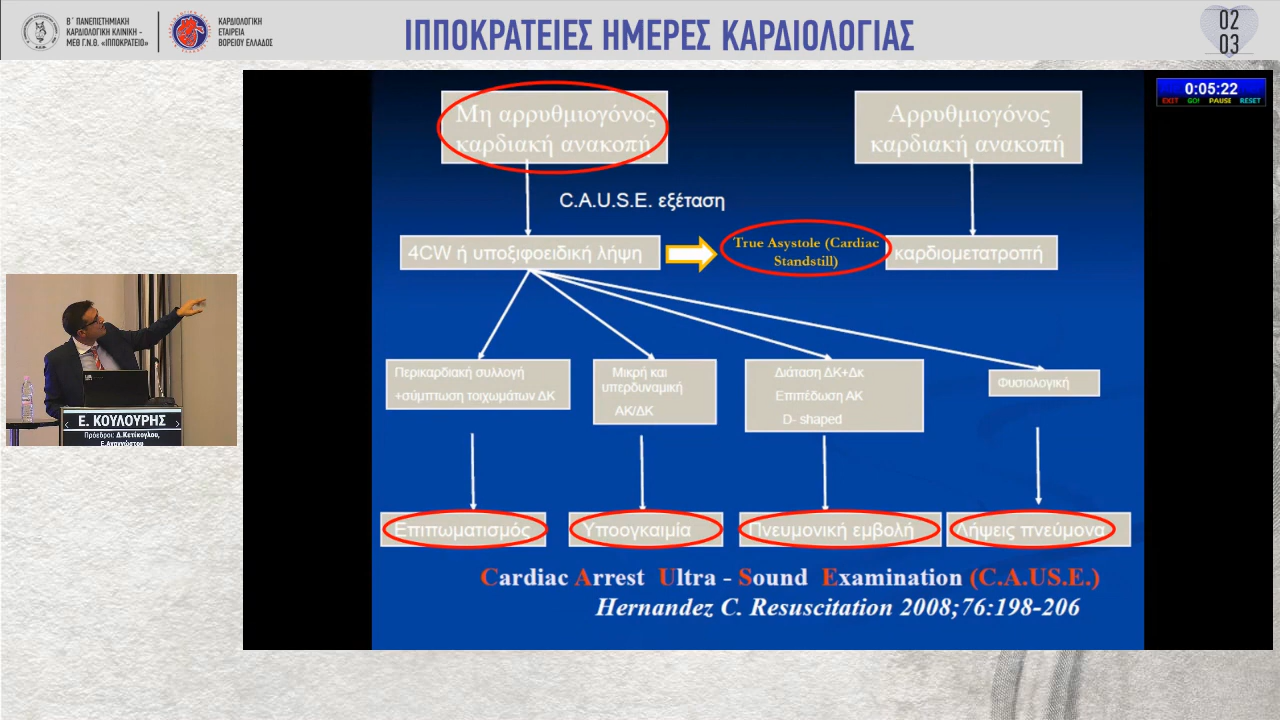 Β΄ ΠΑΝΕΠΙΣΤΗΜΙΑΚΗ
ΚΑΡΔΙΟΛΟΓΙΚΗ ΚΛΙΝΙΚΗ -
ΜΕΘ Γ.Ν.Θ. «ΙΠΠΟΚΡΑΤΕΙΟ»
ΚΑΡΔΙΟΛΟΓΙΚΗ
ΕΤΑΙΡΕΙΑ
ΒΟΡΕΙΟΥ ΕΛΛΑΔΟΣ
ΙΠΠΟΚΡΑΤΕΙΕΣ ΗΜΕΡΕΣ ΚΑΡΔΙΟΛΟΓΙΑΣ
02
03
0:05:22
EXIT GO! PAUSE RESET
Μη αρρυθμιογόνος
καρδιακή ανακοπή
Αρρυθμιογόνος
καρδιακή ανακοπή
C.A.U.S.E. εξέταση
4CW ή υποξιφοειδική λήψη
True Asystole (Cardiac
Standstill)
καρδιομετατροπή
Περικαρδιακή συλλογή
+σύμπτωση τοιχωμάτων ΔΚ
Μικρή και
υπερδυναμική
ΑΚ/ΔΚ
Διάταση ΔΚ+Δκ
Επιπέδωση ΑΚ
D- shaped
Φυσιολογική
Επιπωματισμός
Υποογκαιμία
Πνευμονική εμβολή
Λήψεις πνεύμονα
Cardiac Arrest Ultra - Sound Examination (C.A.US.E.)
Hernandez C. Resuscitation 2008;76:198-206
Ε. ΚΟΥΛΟΥΡΗΣ
Πρόεδροι: Δ.Κετίκογλου,
Ε.Αναγνώστου